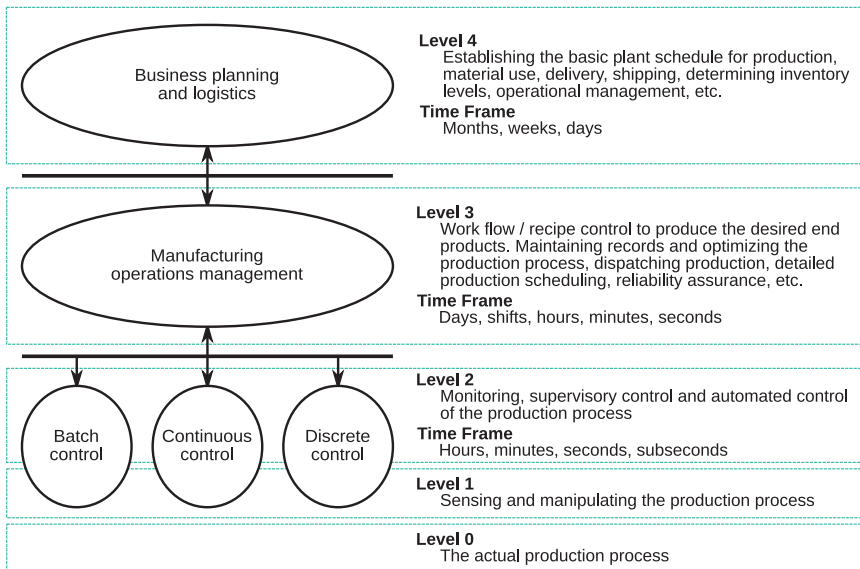 Business planning
and logistics
Level 4
Establishing the basic plant schedule for production,
material use, delivery, shipping, determining inventory
levels, operational management, etc.
Time Frame
Months, weeks, days
Manufacturing
operations management
Level 3
Work flow / recipe control to produce the desired end
products. Maintaining records and optimizing the
production process, dispatching production, detailed
production scheduling, reliability assurance, etc.
Time Frame
Days, shifts, hours, minutes, seconds
Batch
control
Continuous
control
Discrete
control
Level 2
Monitoring, supervisory control and automated control
of the production process
Time Frame
Hours, minutes, seconds, subseconds
Level 1
Sensing and manipulating the production process
Level 0
The actual production process